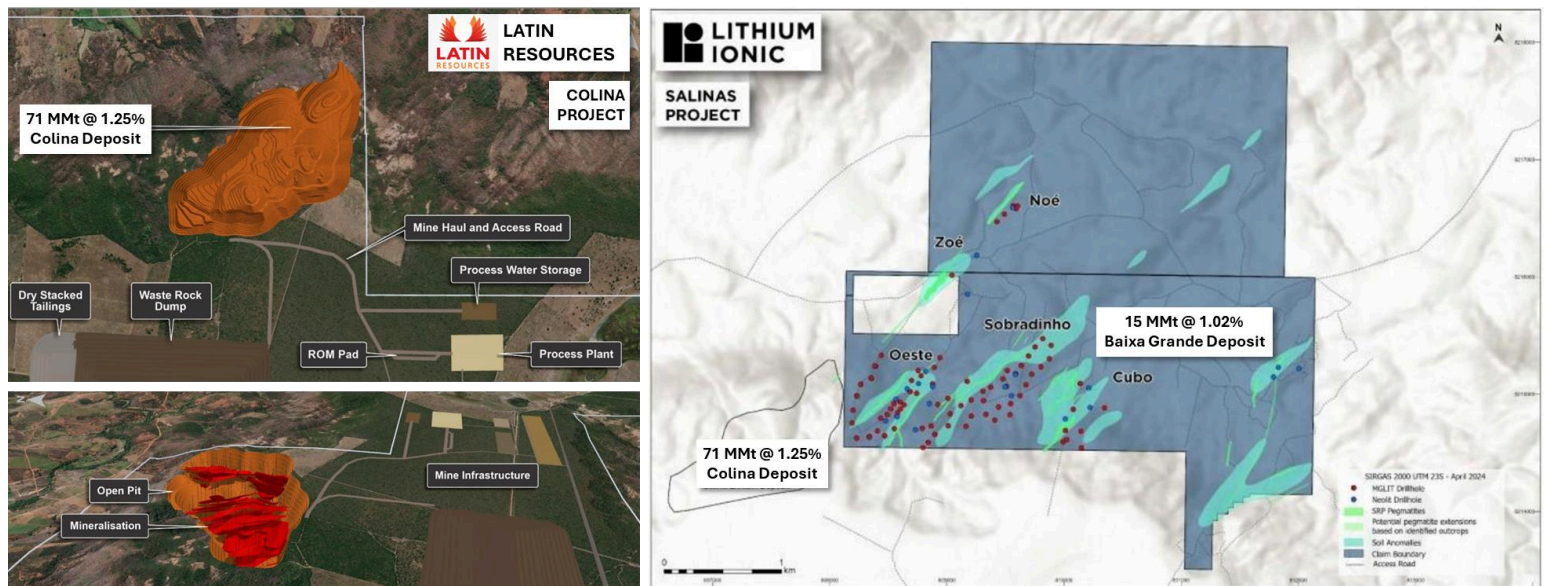 LATIN
RESOURCES
LATIN
RESOURCES
COLINA
PROJECT
71 MMt @ 1.25%
Colina Deposit
Mine Haul and Access Road
Process Water Storage
Dry Stacked
Tailings
Waste Rock
Dump
ROM Pad
Process Plant
Open Pit
Mineralisation
Mine Infrastructure
LITHIUM
IONIC
SALINAS
PROJECT
N
Noé
Zoé
Sobradinho
15 MMt @ 1.02%
Baixa Grande Deposit
Oeste
Cubo
71 MMt @ 1.25%
Colina Deposit
SIRGAS 2000 UTM 23S - April 2024
MGLIT Drillhole
Neolit Drillhole
SRP Pegmatites
Potential pegmatite extensions
based on identified outcrops
Soil Anomalies
Claim Boundary
Access Road
0 1
km